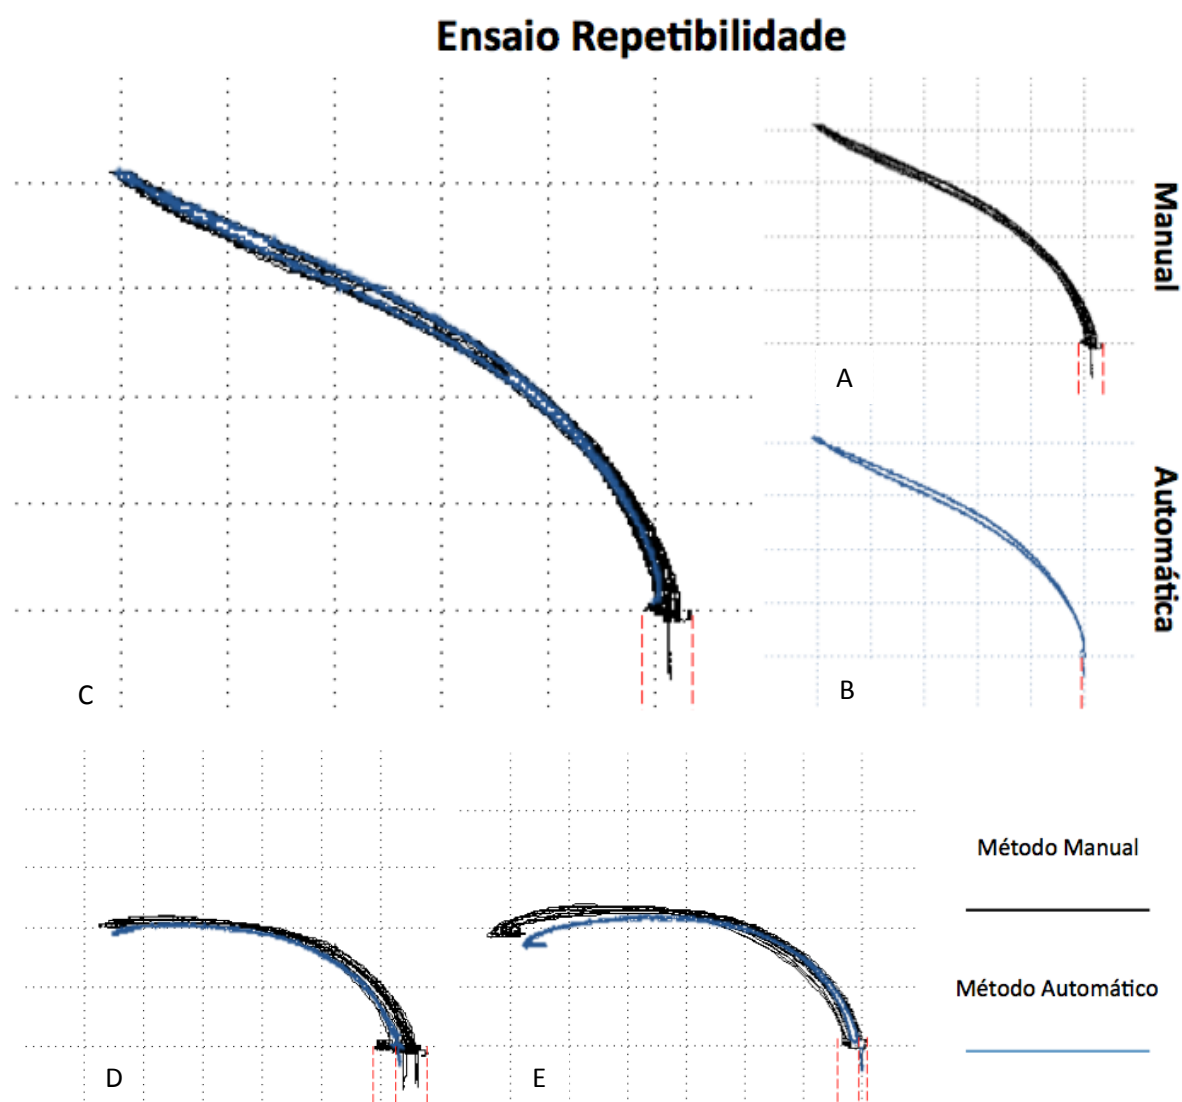 Ensaio Repetibilidade
Manual
A
Automática
B
C
D
E
Método Manual
Método Automático